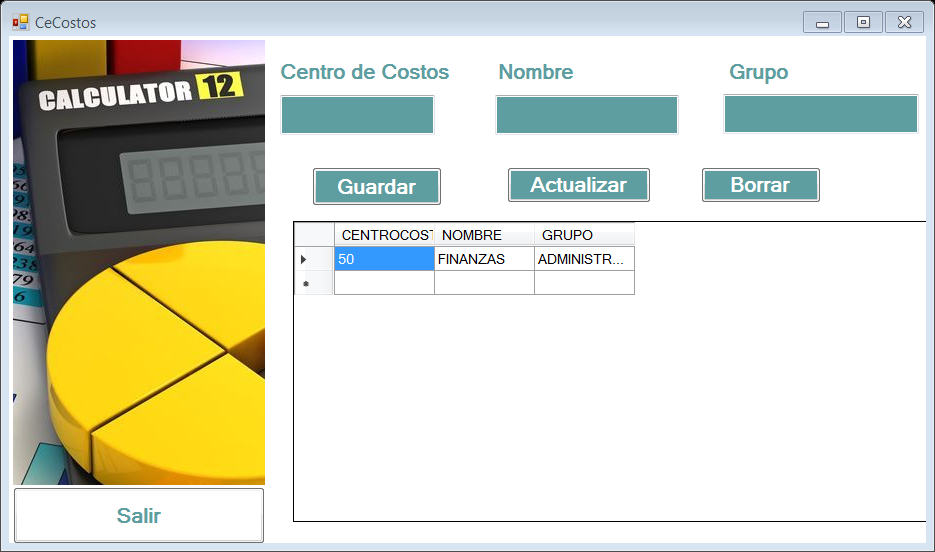 CeCostos
CALCULATOR 12
Centro de Costos Nombre Grupo
Guardar Actualizar Borrar
CENTROCOST NOMBRE GRUPO
50 FINANZAS ADMINISTR...
Salir